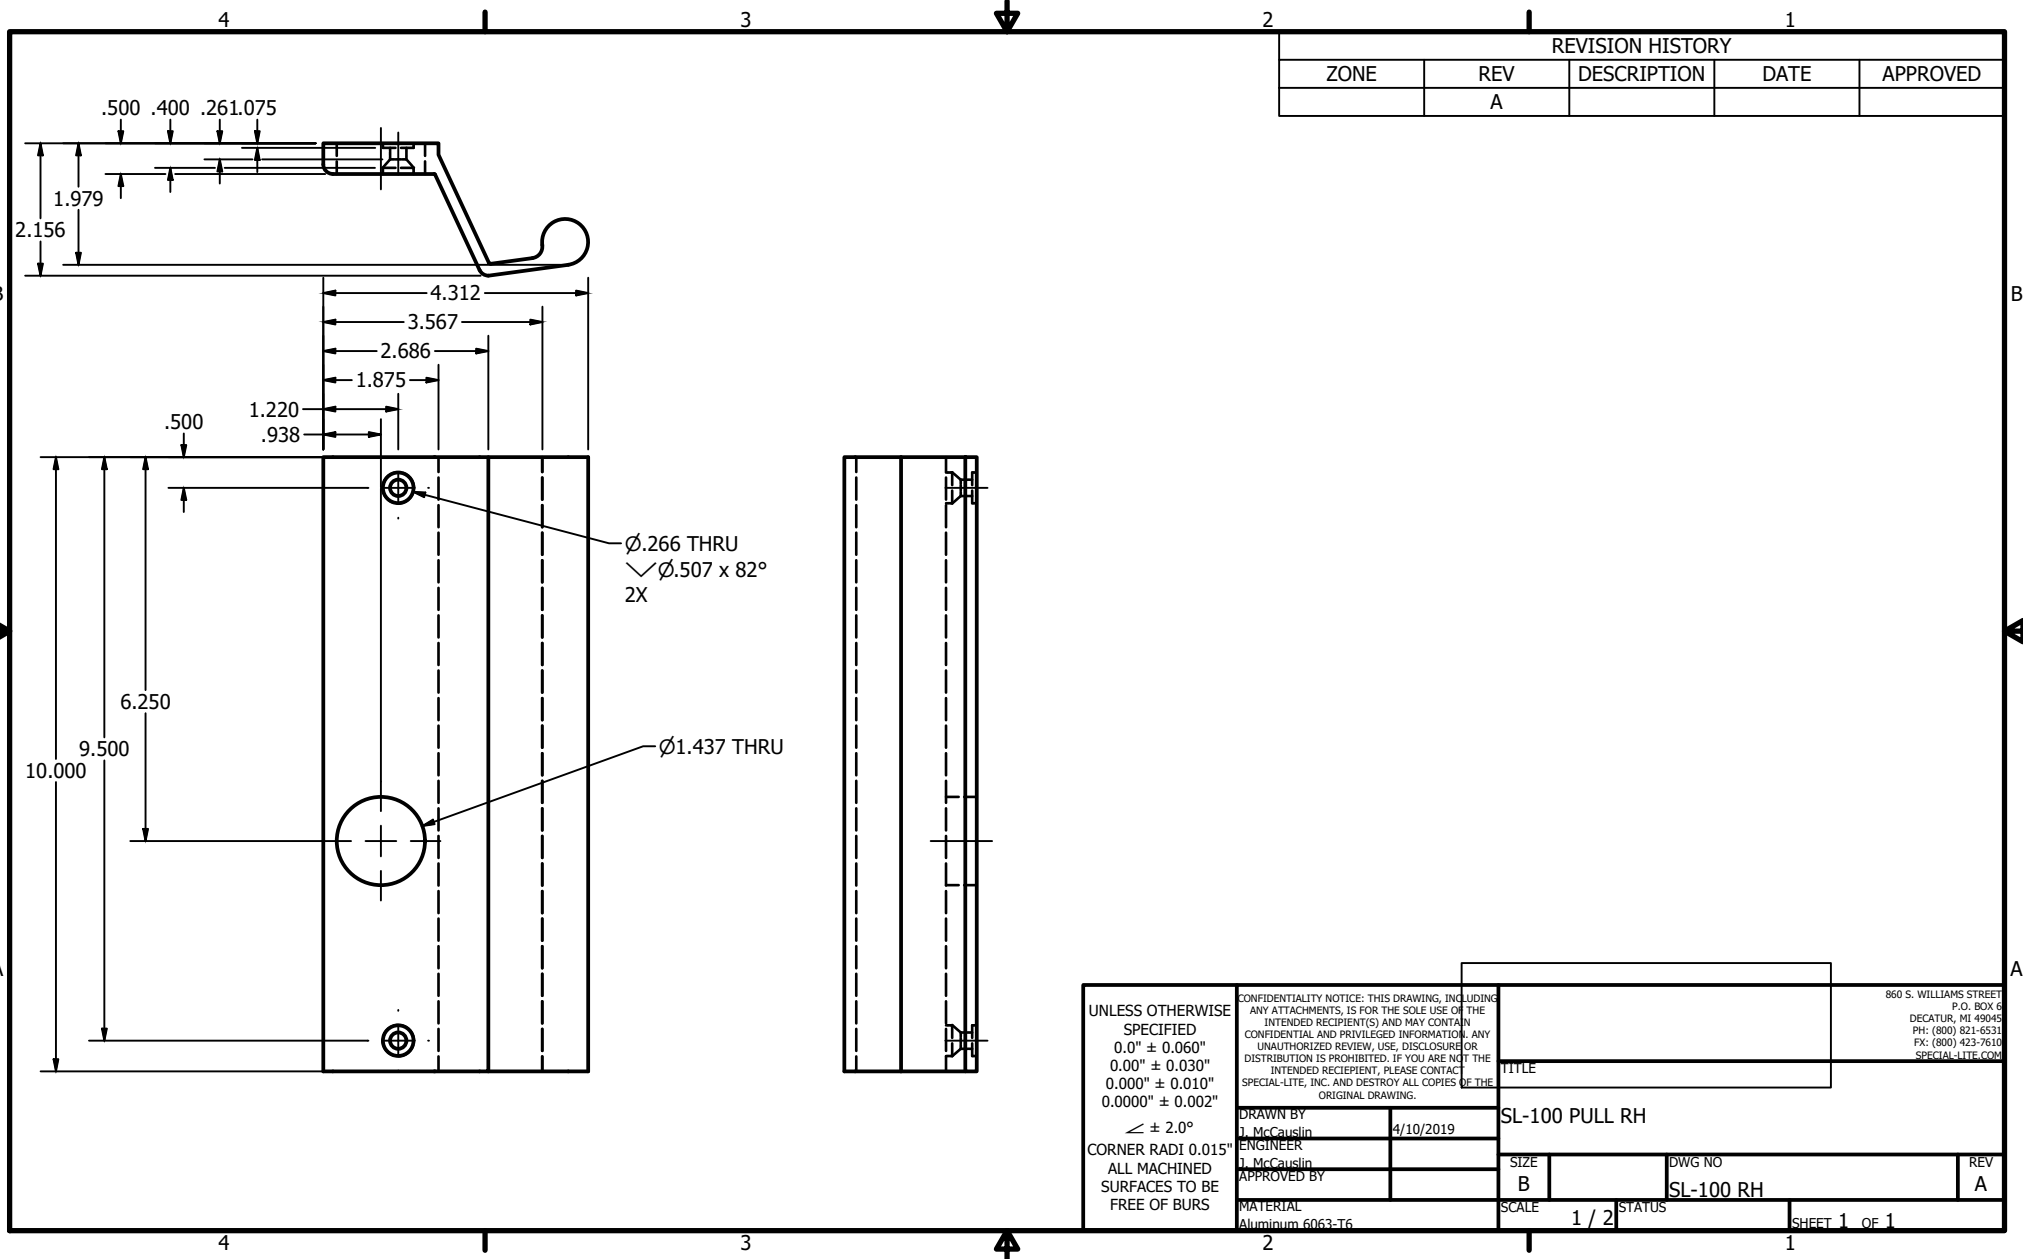 4
3
2
1
REVISION HISTORY
ZONE REV DESCRIPTION DATE APPROVED
A
.500 .400 .261 .075
1.979
2.156
4.312
3.567
2.686
1.875
1.220
.938
.500
B
B
Ø.266 THRU
Ø.507 x 82°
2X
6.250
9.500
10.000
Ø1.437 THRU
A
A
UNLESS OTHERWISE
SPECIFIED
0.0" ± 0.060"
0.00" ± 0.030"
0.000" ± 0.010"
0.0000" ± 0.002"
∠ ± 2.0°
CORNER RADI 0.015"
ALL MACHINED
SURFACES TO BE
FREE OF BURS
CONFIDENTIALITY NOTICE: THIS DRAWING, INCLUDING
ANY ATTACHMENTS, IS FOR THE SOLE USE OF THE
INTENDED RECIPIENT(S) AND MAY CONTAIN
CONFIDENTIAL AND PRIVILEGED INFORMATION. ANY
UNAUTHORIZED REVIEW, USE, DISCLOSURE OR
DISTRIBUTION IS PROHIBITED. IF YOU ARE NOT THE
INTENDED RECIEPIENT, PLEASE CONTACT
SPECIAL-LITE, INC. AND DESTROY ALL COPIES OF THE
ORIGINAL DRAWING.
DRAWN BY
J. McCauslin 4/10/2019
ENGINEER
J. McCauslin
APPROVED BY
MATERIAL
Aluminum 6063-T6
860 S. WILLIAMS STREET
P.O. BOX 6
DECATUR, MI 49045
PH: (800) 821-6531
FX: (800) 423-7610
SPECIAL-LITE.COM
TITLE
SL-100 PULL RH
SIZE
B
DWG NO
SL-100 RH
REV
A
SCALE
1 / 2
STATUS
SHEET 1 OF 1
4
3
2
1